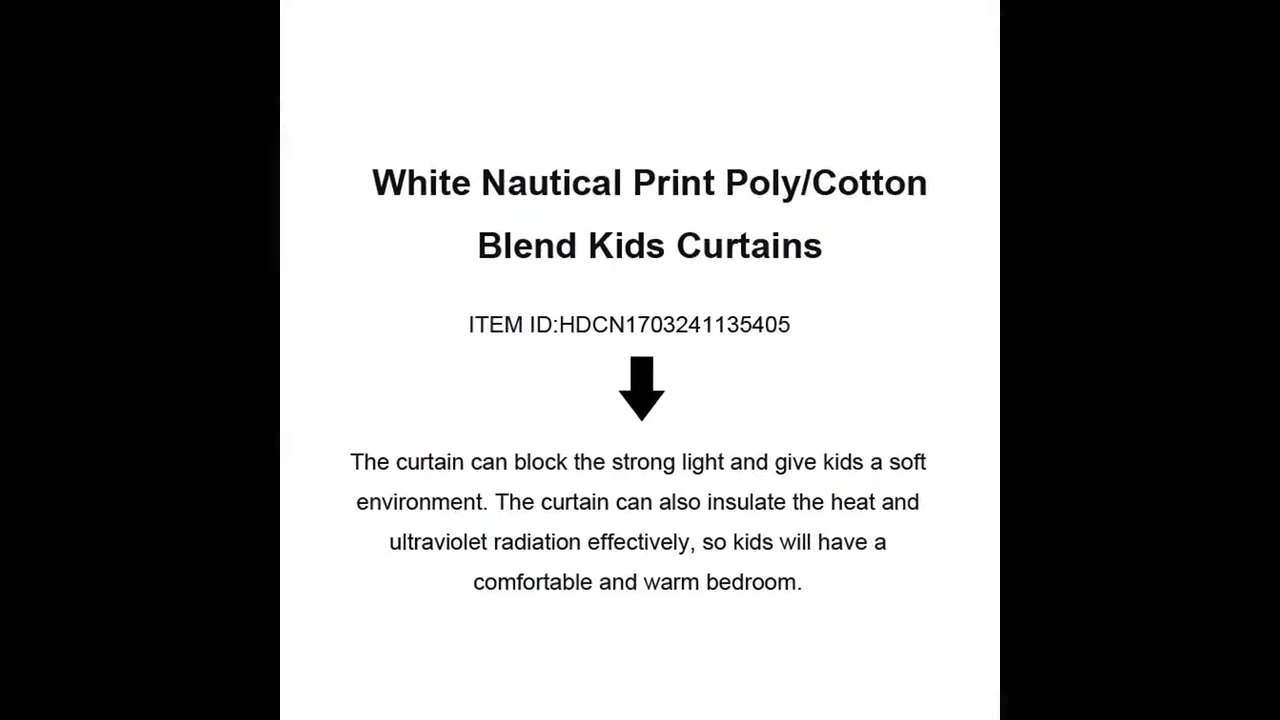 White Nautical Print Poly/Cotton
Blend Kids Curtains
ITEM ID:HDCN1703241135405
The curtain can block the strong light and give kids a soft
environment. The curtain can also insulate the heat and
ultraviolet radiation effectively, so kids will have a
comfortable and warm bedroom.